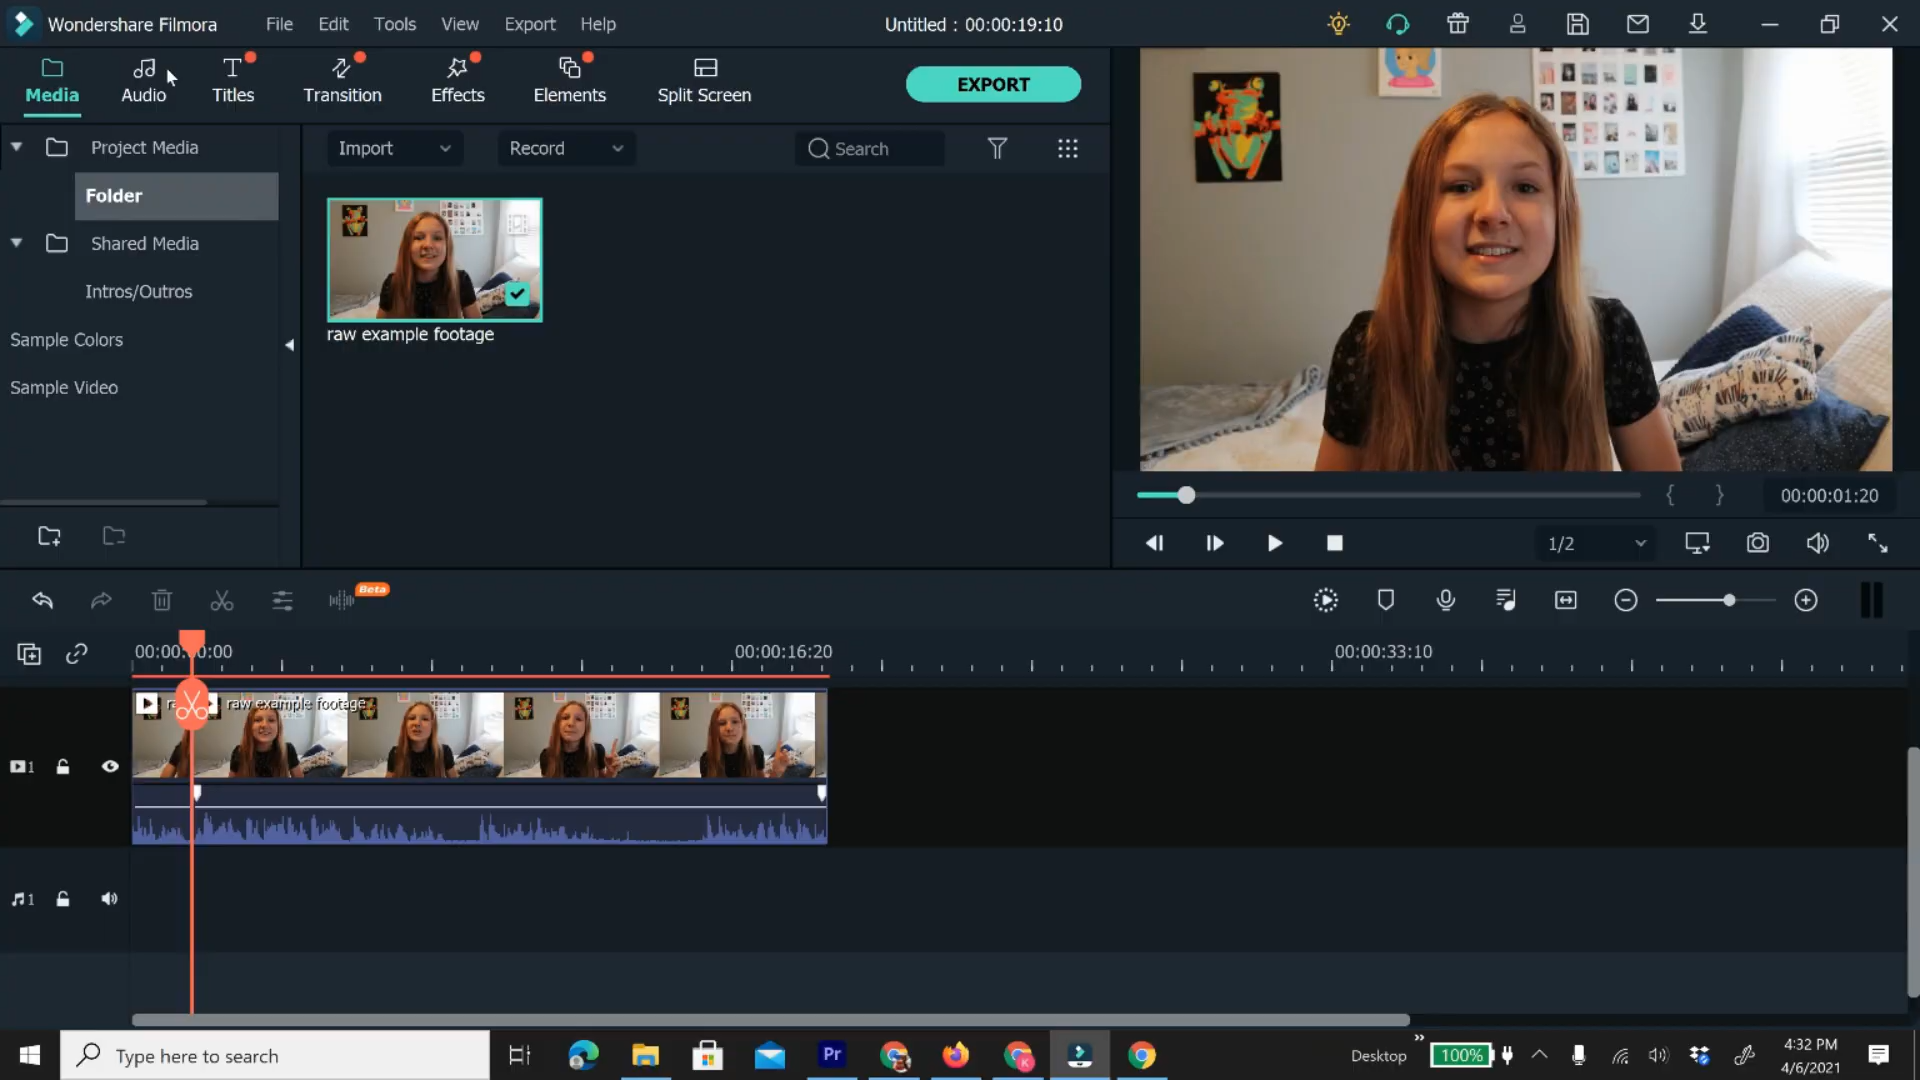 Wondershare Filmora File Edit Tools View Export Help Untitled : 00:00:19:10
Media Audio Titles Transition Effects Elements Split Screen EXPORT
Project Media
Folder
Shared Media
Intros/Outros
Sample Colors
Sample Video
Import Record Search
raw example footage
00:00:01:20
1/2
Beta
00:00:16:20 00:00:33:10
raw example footage
1
1
Type here to search
Pr
K
Desktop
100%
4:32 PM
4/6/2021